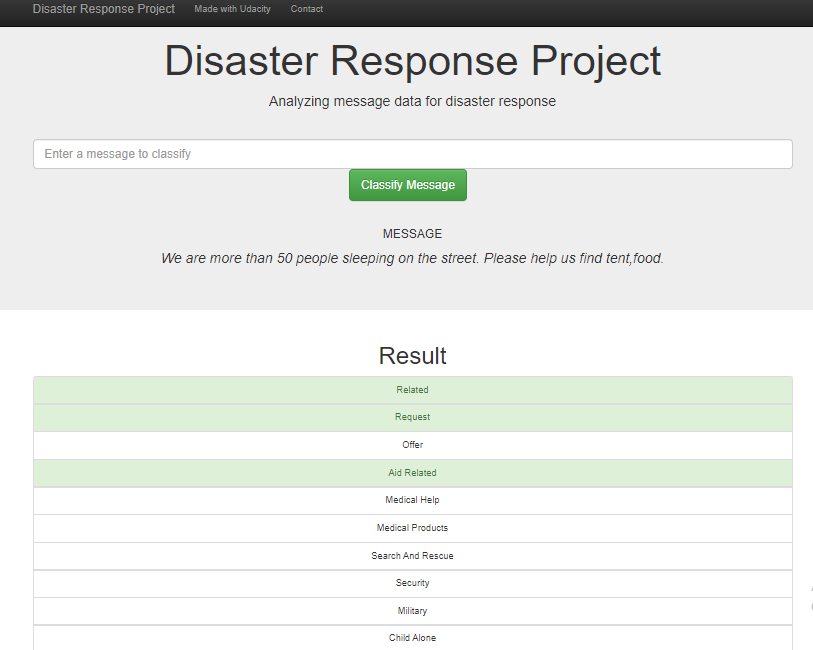 Disaster Response Project Made with Udacity Contact
Disaster Response Project
Analyzing message data for disaster response
Enter a message to classify
Classify Message
MESSAGE
We are more than 50 people sleeping on the street. Please help us find tent,food.
Result
Related
Request
Offer
Aid Related
Medical Help
Medical Products
Search And Rescue
Security
Military
Child Alone